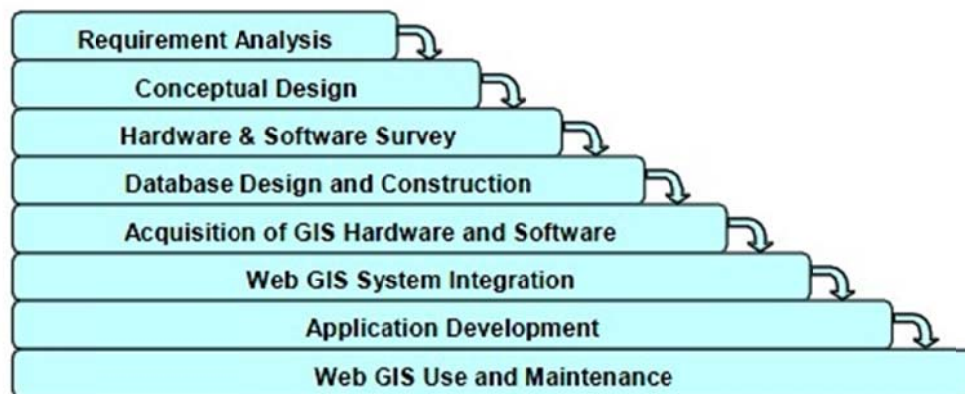 Requirement Analysis
Conceptual Design
Hardware & Software Survey
Database Design and Construction
Acquisition of GIS Hardware and Software
Web GIS System Integration
Application Development
Web GIS Use and Maintenance